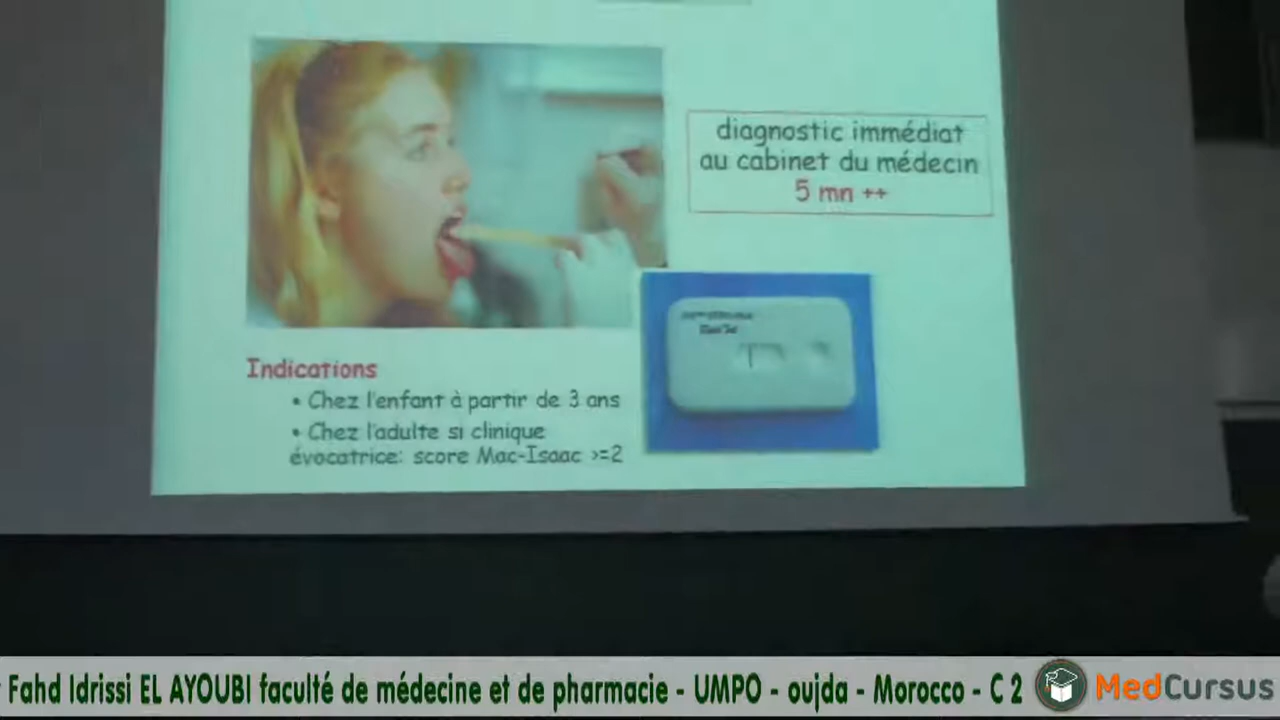 diagnostic immédiat
au cabinet du médecin
5 mn ++
Indications
• Chez l'enfant à partir de 3 ans
• Chez l'adulte si clinique
évocatrice: score Mac-Isaac >=2
Fahd Idrissi EL AYOUBI faculté de médecine et de pharmacie - UMPO - oujda - Morocco - C 2
MedCursus